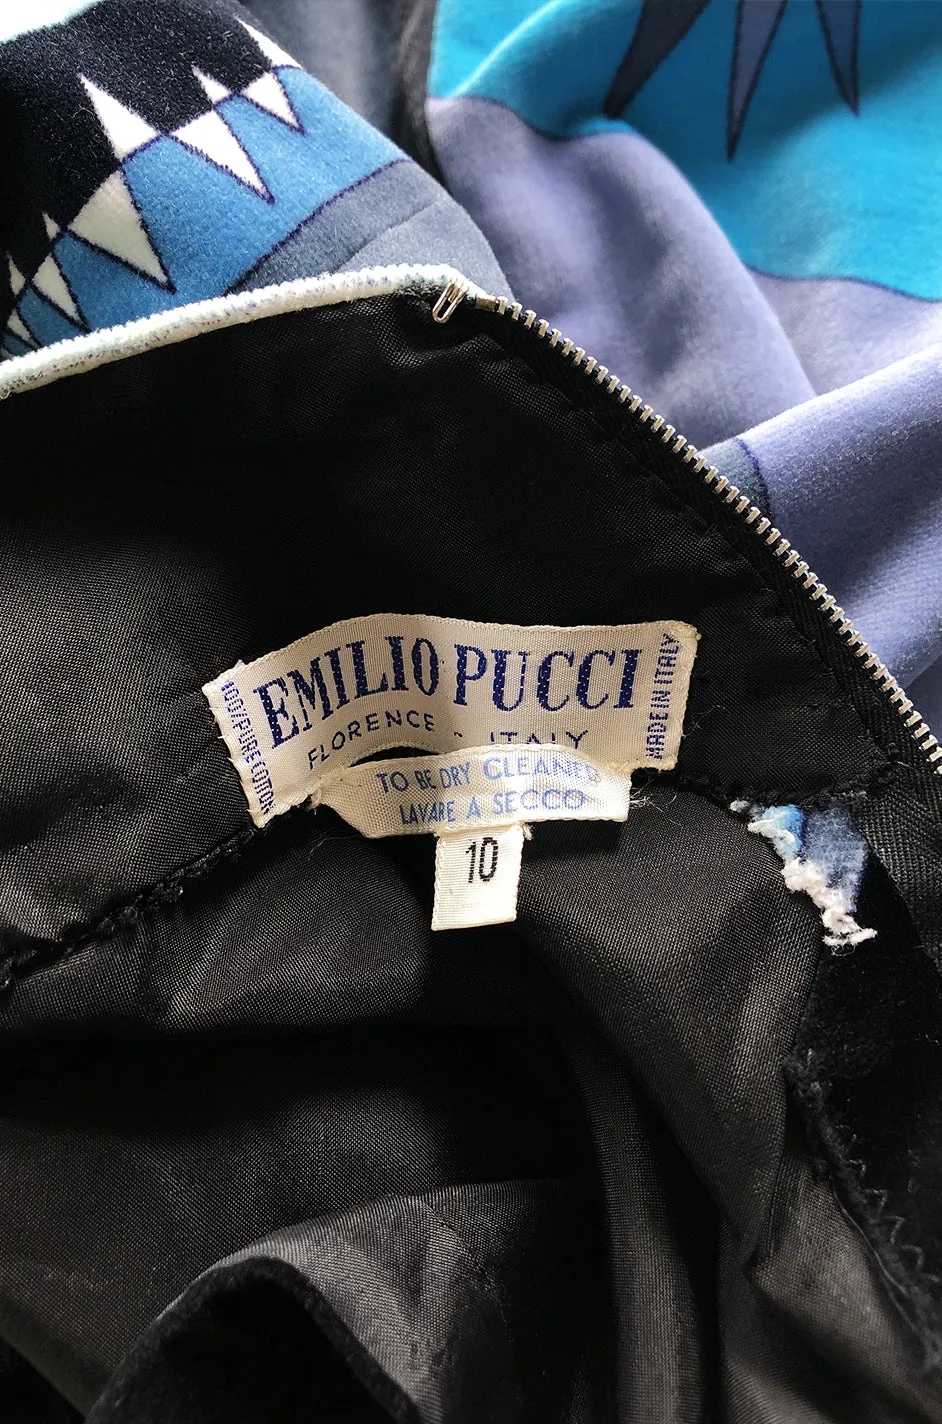 EMILIO PUCCI
FLORENCE - ITALY
100% PURE COTTON
MADE IN ITALY
TO BE DRY CLEANED
LAVARE A SECCO
10